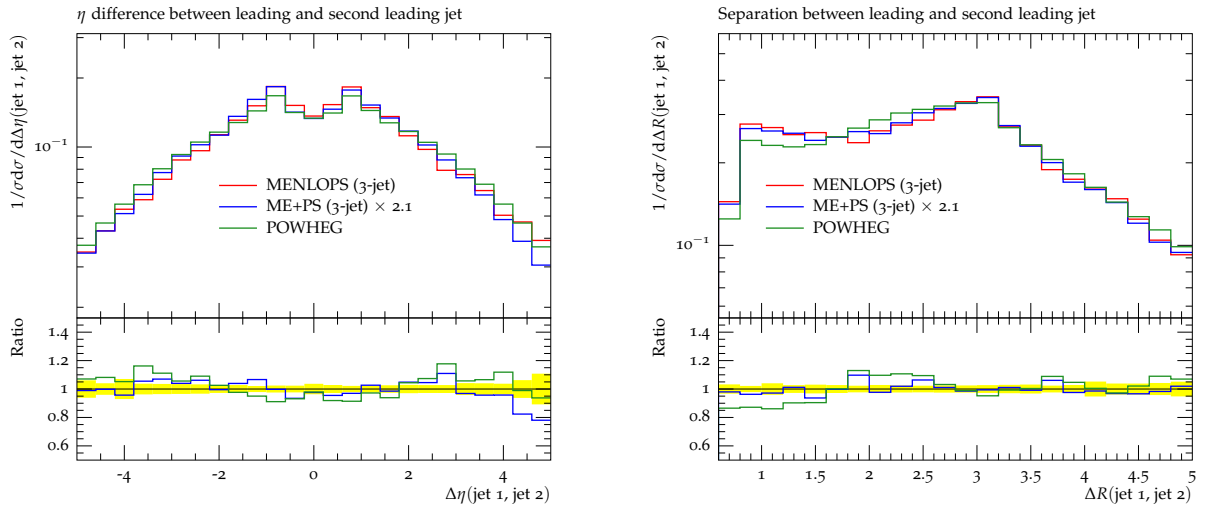 η difference between leading and second leading jet
1/σdσ/dΔη(jet 1, jet 2)
10⁻¹
MENLOPS (3-jet)
ME+PS (3-jet) × 2.1
POWHEG
Ratio
1.4
1.2
1
0.8
0.6
-4 -2 0 2 4
Δη(jet 1, jet 2)
Separation between leading and second leading jet
1/σdσ/dΔR(jet 1, jet 2)
10⁻¹
MENLOPS (3-jet)
ME+PS (3-jet) × 2.1
POWHEG
Ratio
1.4
1.2
1
0.8
0.6
1 1.5 2 2.5 3 3.5 4 4.5 5
ΔR(jet 1, jet 2)